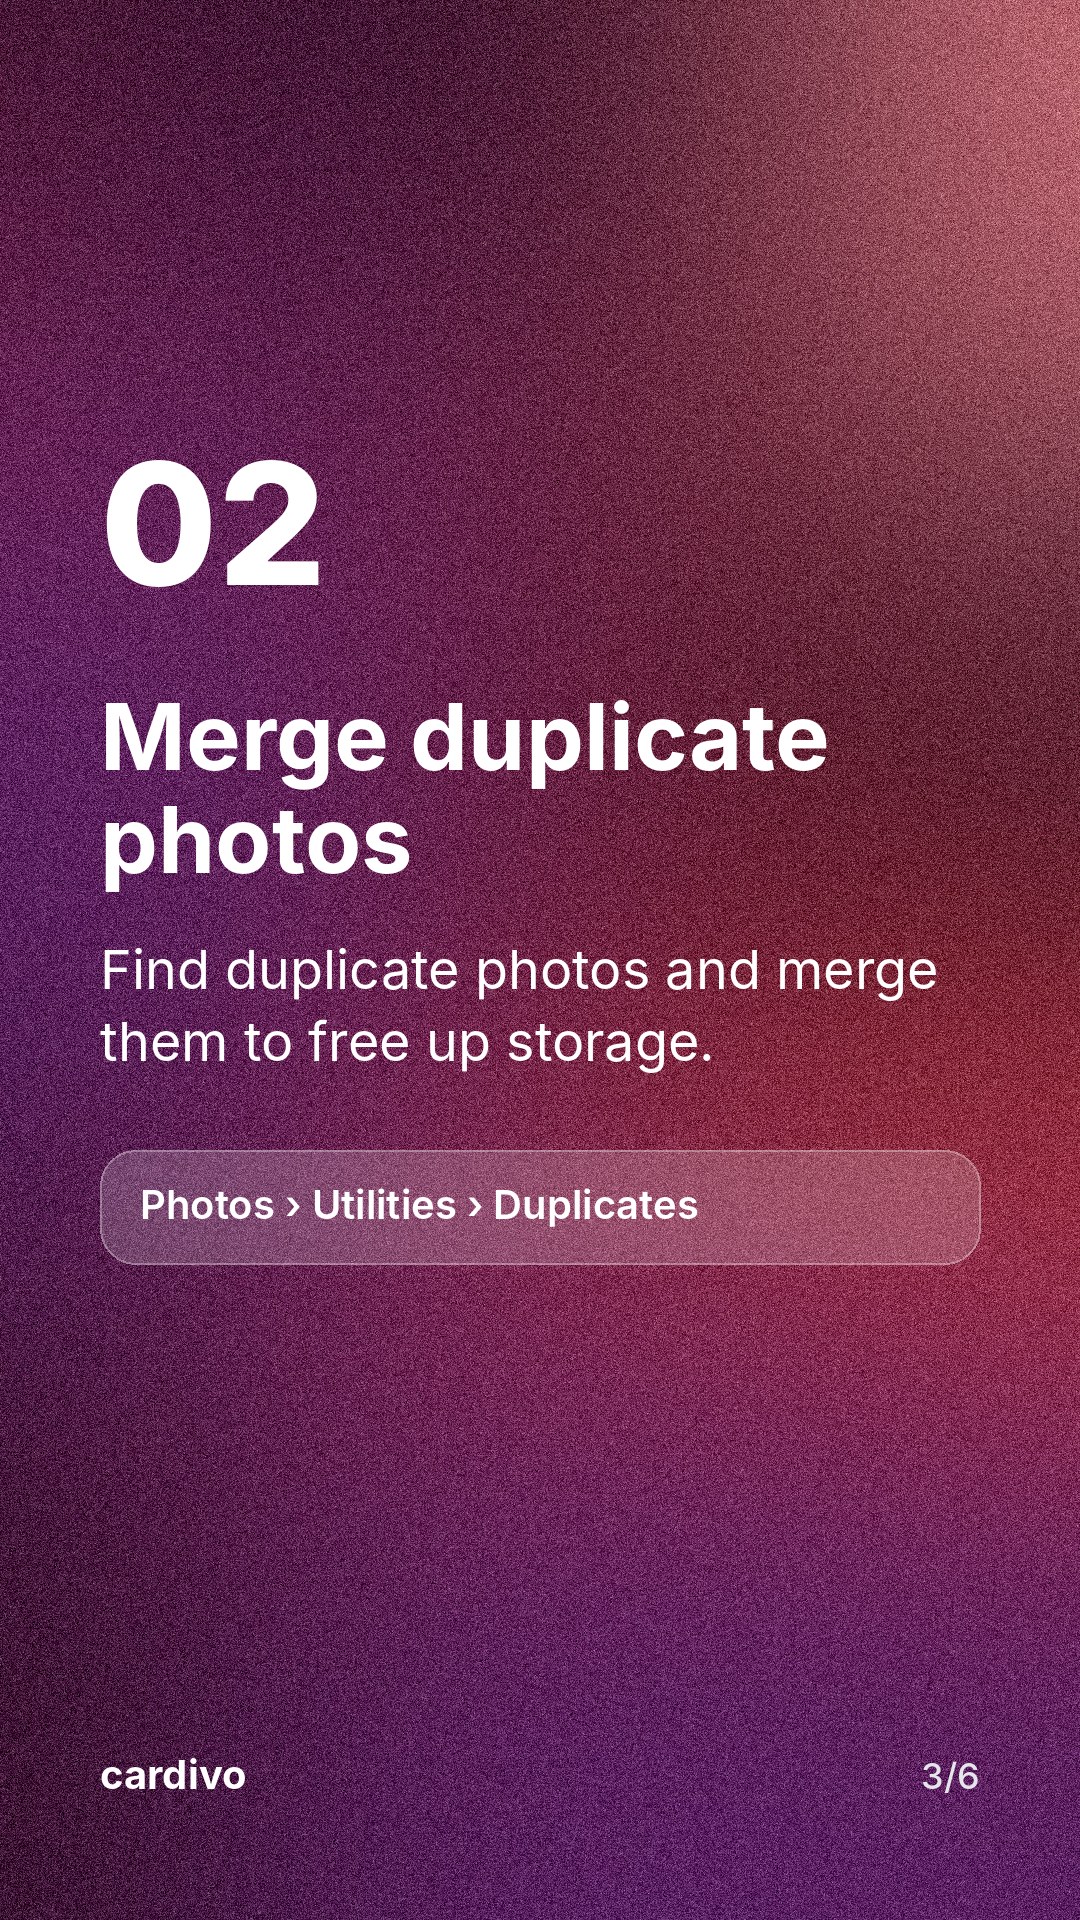 02
Merge duplicate
photos
Find duplicate photos and merge
them to free up storage.
Photos › Utilities › Duplicates
cardivo
3/6